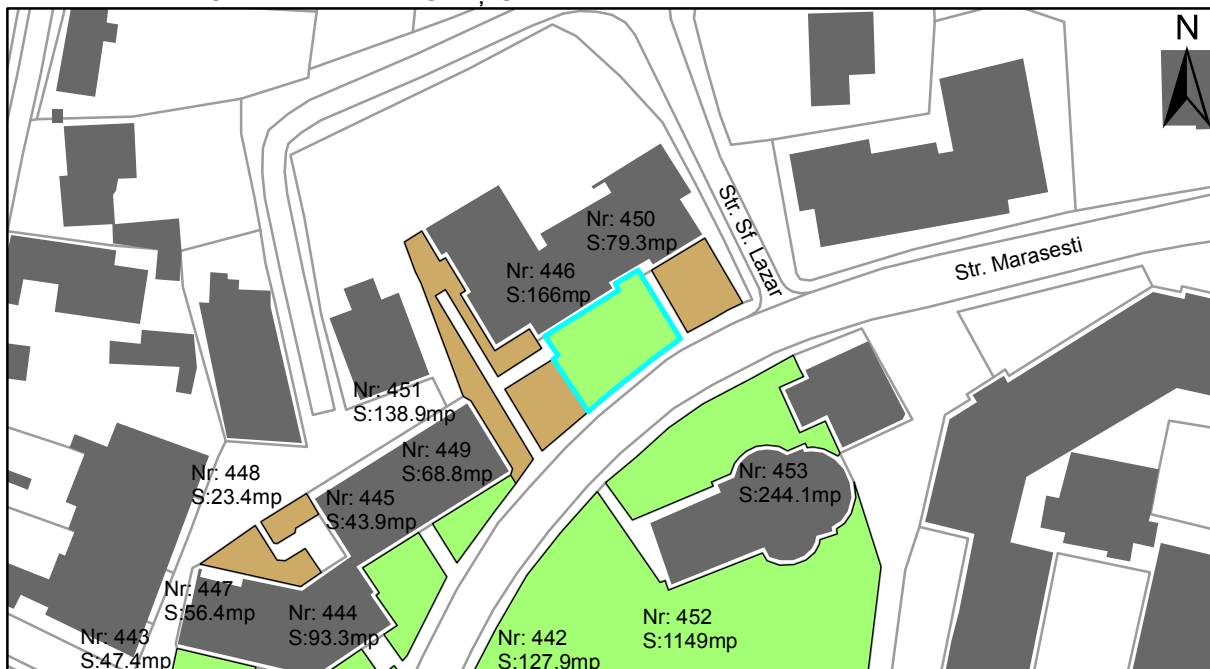 N
Str. Sf. Lazar
Str. Marasesti
Nr: 450
S:79.3mp
Nr: 446
S:166mp
Nr: 451
S:138.9mp
Nr: 449
S:68.8mp
Nr: 448
S:23.4mp
Nr: 445
S:43.9mp
Nr: 453
S:244.1mp
Nr: 447
S:56.4mp
Nr: 444
S:93.3mp
Nr: 452
S:1149mp
Nr: 443
S:47.4mp
Nr: 442
S:127.9mp